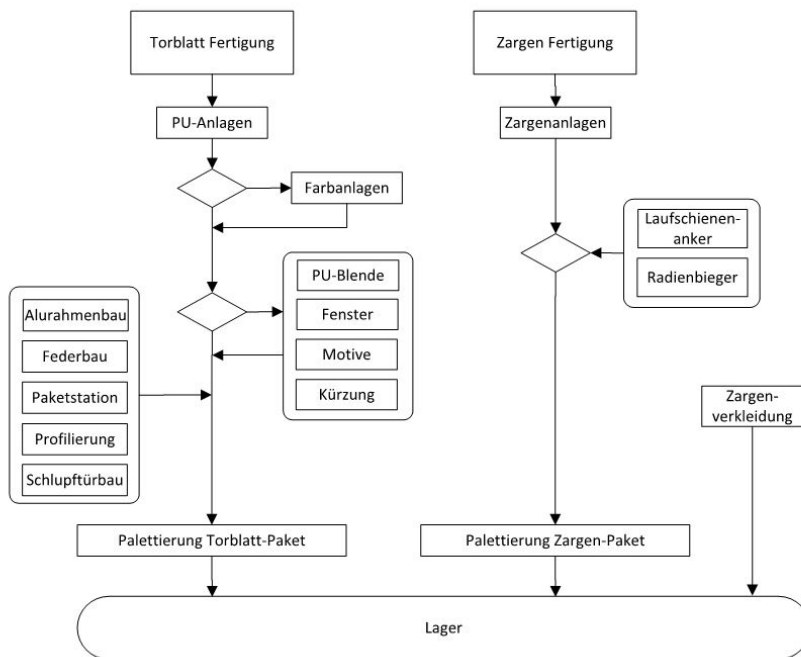 Torblatt Fertigung
Zargen Fertigung
PU-Anlagen
Zargenanlagen
Farbanlagen
Laufschienen-
anker
Radienbieger
PU-Blende
Fenster
Motive
Kürzung
Alurahmenbau
Federbau
Paketstation
Profilierung
Schlupftürbau
Zargen-
verkleidung
Palettierung Torblatt-Paket
Palettierung Zargen-Paket
Lager